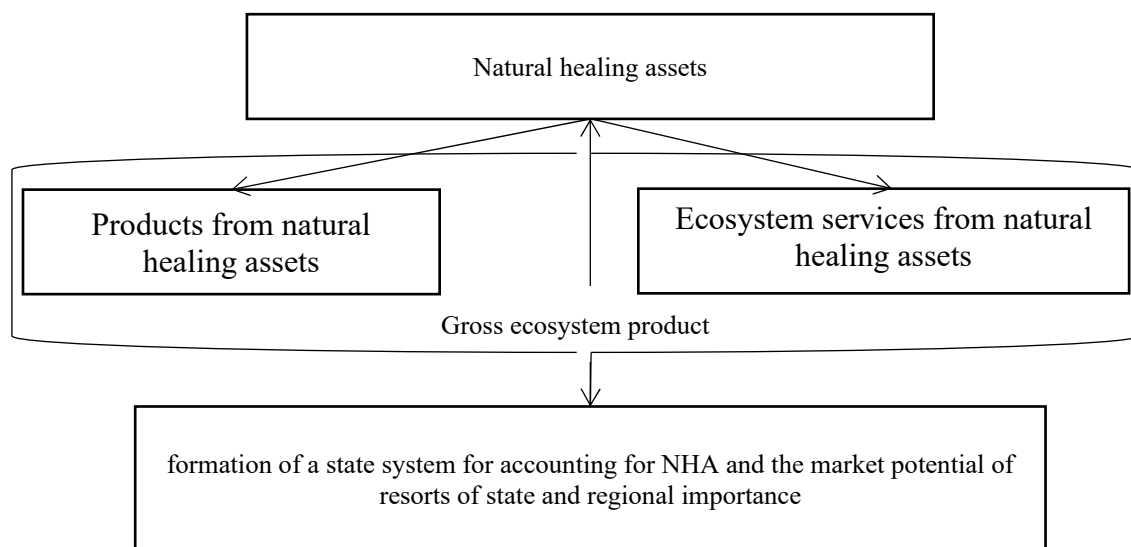 Natural healing assets
Products from natural
healing assets
Ecosystem services from natural
healing assets
Gross ecosystem product
formation of a state system for accounting for NHA and the market potential of
resorts of state and regional importance